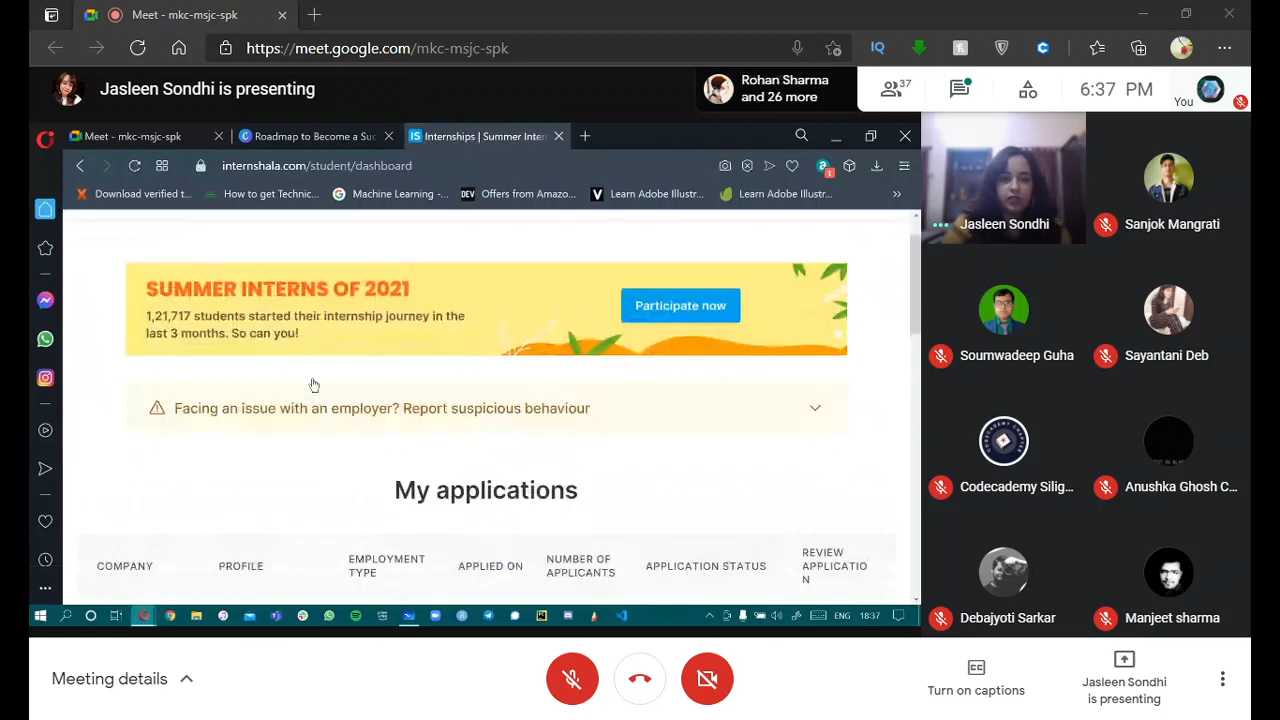 Meet - mkc-msjc-spk
https://meet.google.com/mkc-msjc-spk
Jasleen Sondhi is presenting
Rohan Sharma
and 26 more
37
6:37 PM
You
Meet - mkc-msjc-spk
Roadmap to Become a Suc
Internships | Summer Inter
internshala.com/student/dashboard
1
Download verified t...
How to get Techni...
Machine Learning -...
DEV Offers from Amazo...
Learn Adobe Illustr...
Learn Adobe Illustr...
SUMMER INTERNS OF 2021
1,21,717 students started their internship journey in the
last 3 months. So can you!
Participate now
Facing an issue with an employer? Report suspicious behaviour
My applications
COMPANY
PROFILE
EMPLOYMENT
TYPE
APPLIED ON
NUMBER OF
APPLICANTS
APPLICATION STATUS
REVIEW
APPLICATIO
N
ENG
18:37
Jasleen Sondhi
Sanjok Mangrati
Soumwadeep Guha
Sayantani Deb
Codecademy Silig...
Anushka Ghosh C...
Debajyoti Sarkar
Manjeet sharma
Meeting details
Turn on captions
Jasleen Sondhi
is presenting